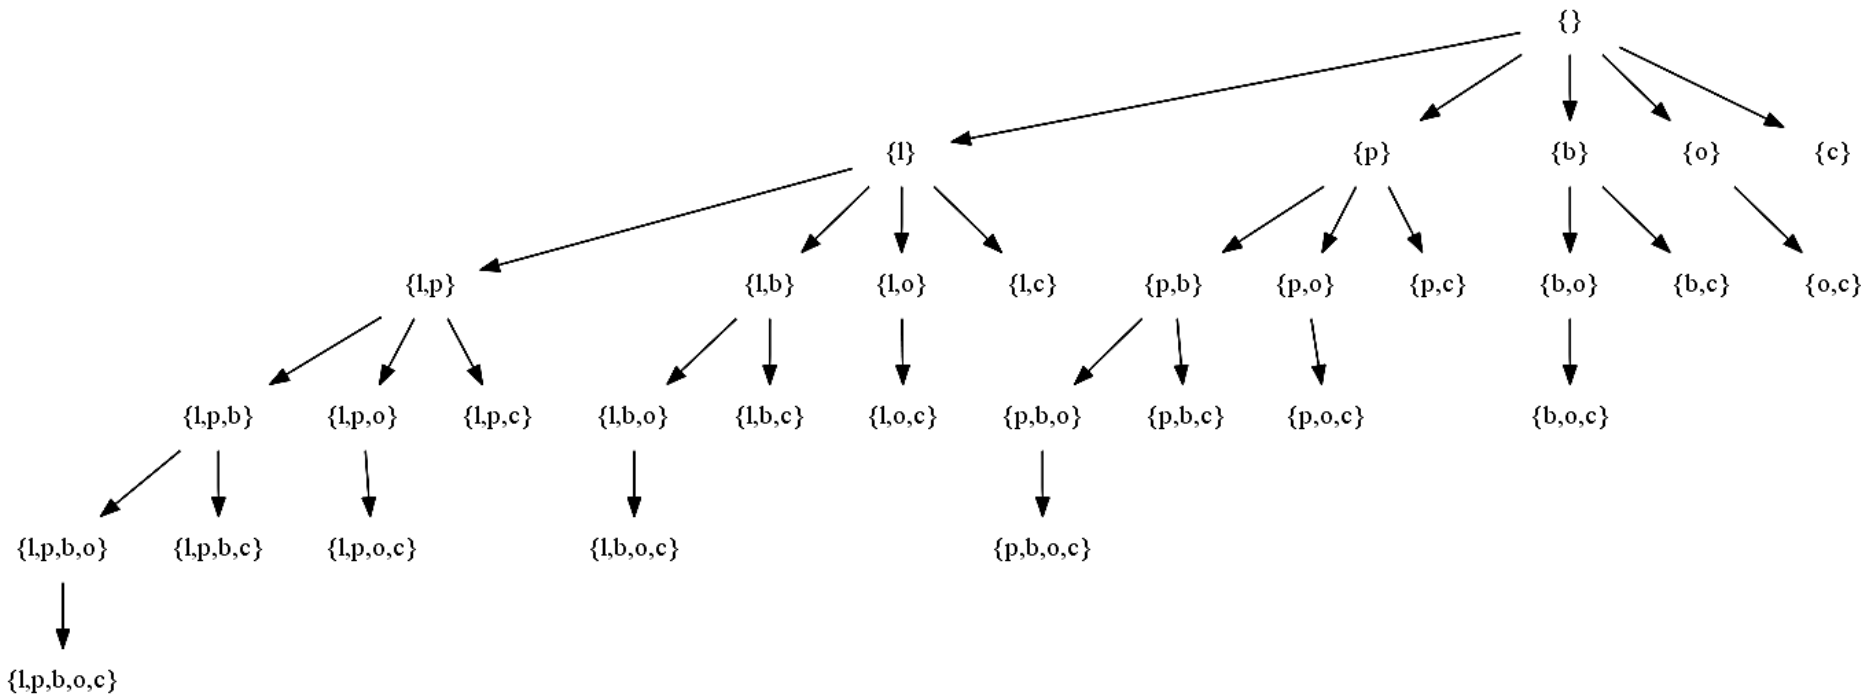 {}
{l} {p} {b} {o} {c}
{l,p} {l,b} {l,o} {l,c} {p,b} {p,o} {p,c} {b,o} {b,c} {o,c}
{l,p,b} {l,p,o} {l,p,c} {l,b,o} {l,b,c} {l,o,c} {p,b,o} {p,b,c} {p,o,c} {b,o,c}
{l,p,b,o} {l,p,b,c} {l,p,o,c} {l,b,o,c} {p,b,o,c}
{l,p,b,o,c}